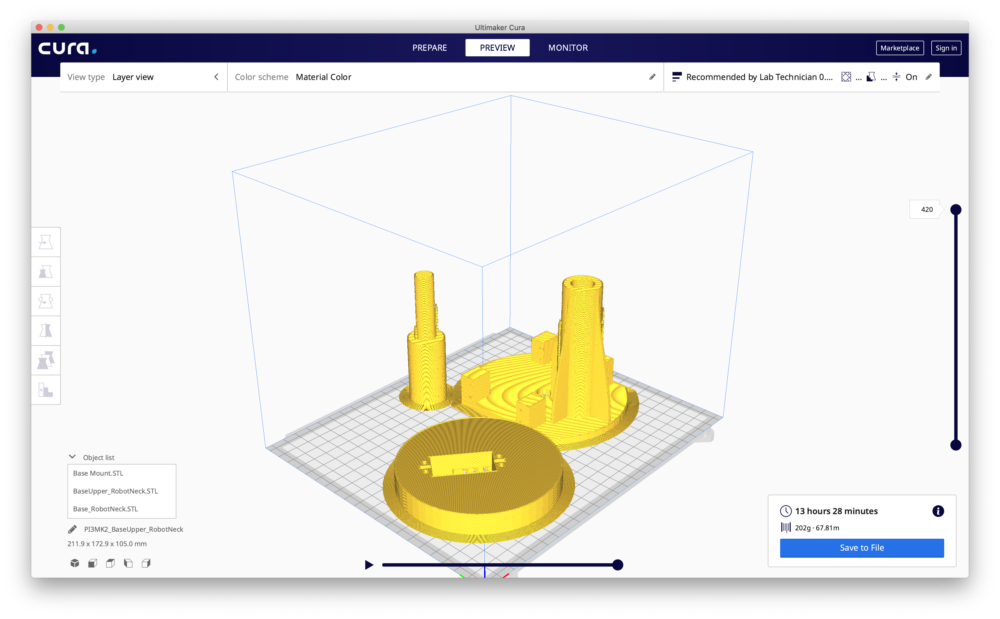 Ultimaker Cura
cura.
PREPARE
PREVIEW
MONITOR
Marketplace
Sign in
View type Layer view
Color scheme Material Color
Recommended by Lab Technician 0.... ... ... On
420
Object list
Base Mount.STL
BaseUpper_RobotNeck.STL
Base_RobotNeck.STL
PI3MK2_BaseUpper_RobotNeck
211.9 x 172.9 x 105.0 mm
13 hours 28 minutes
202g · 67.81m
Save to File